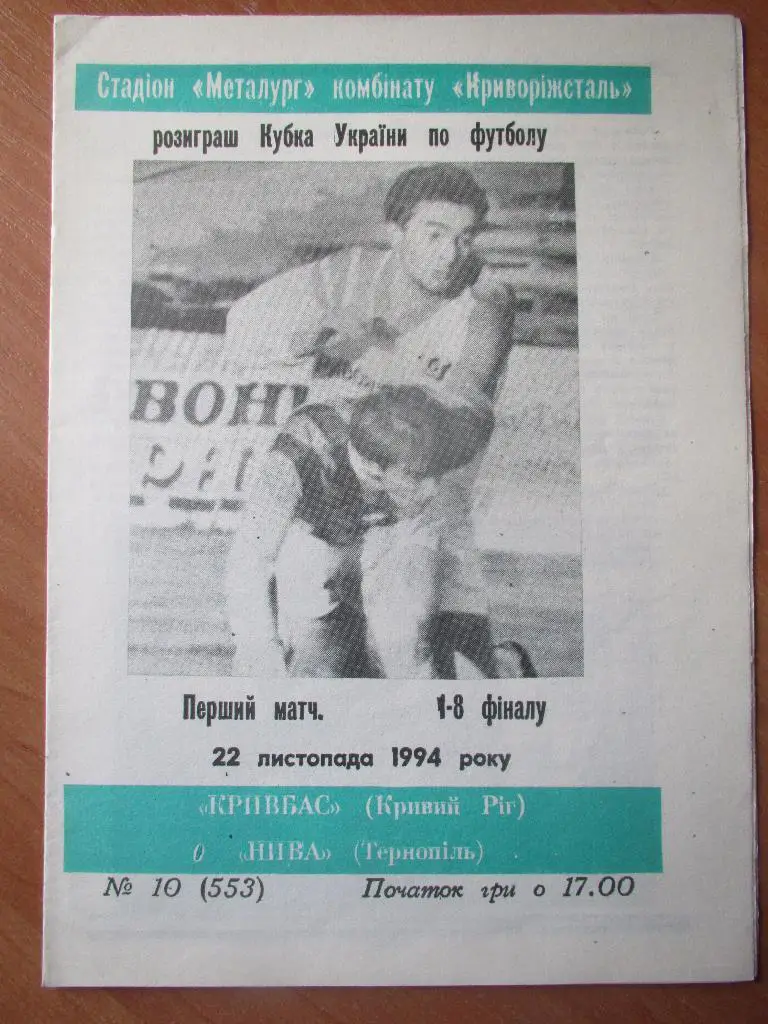 Стадіон «Металург» комбінату «Криворіжсталь»
розиграш Кубка України по футболу
ВОН
Перший матч. 1-8 фіналу
22 листопада 1994 року
«КРИВБАС» (Кривий Ріг)
«НИВА» (Тернопіль)
№ 10 (553) Початок гри о 17.00